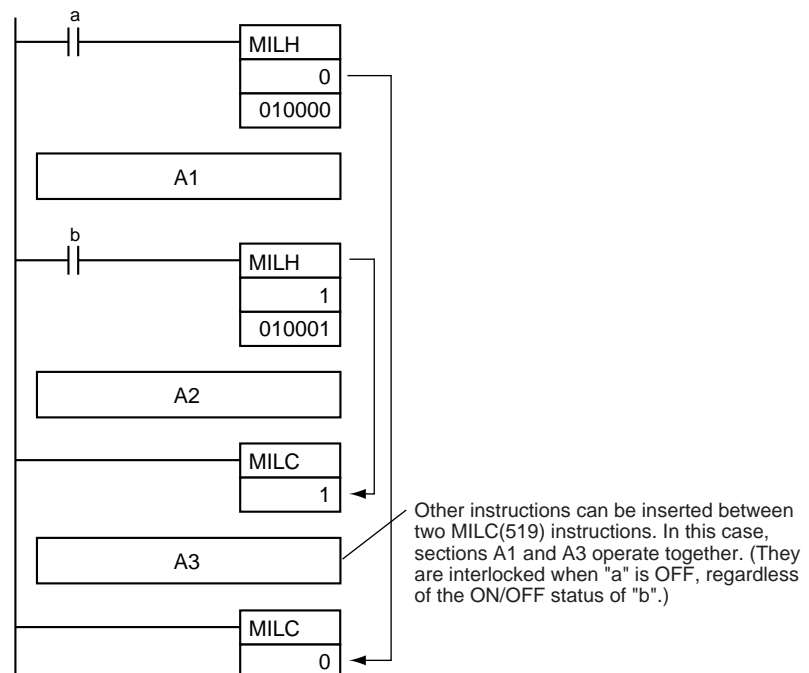 a
MILH
0
010000
A1
b
MILH
1
010001
A2
MILC
1
Other instructions can be inserted between
two MILC(519) instructions. In this case,
sections A1 and A3 operate together. (They
are interlocked when "a" is OFF, regardless
of the ON/OFF status of "b".)
A3
MILC
0